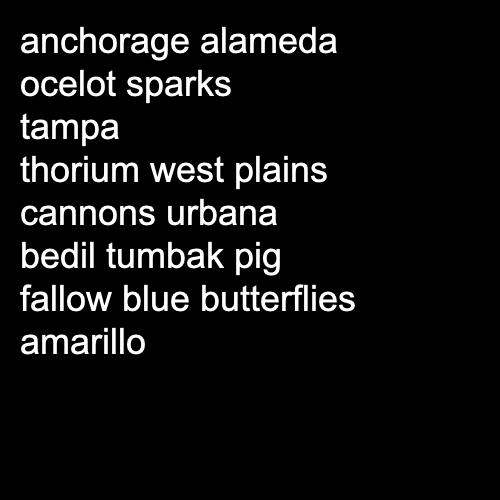 anchorage alameda
ocelot sparks
tampa
thorium west plains
cannons urbana
bedil tumbak pig
fallow blue butterflies
amarillo